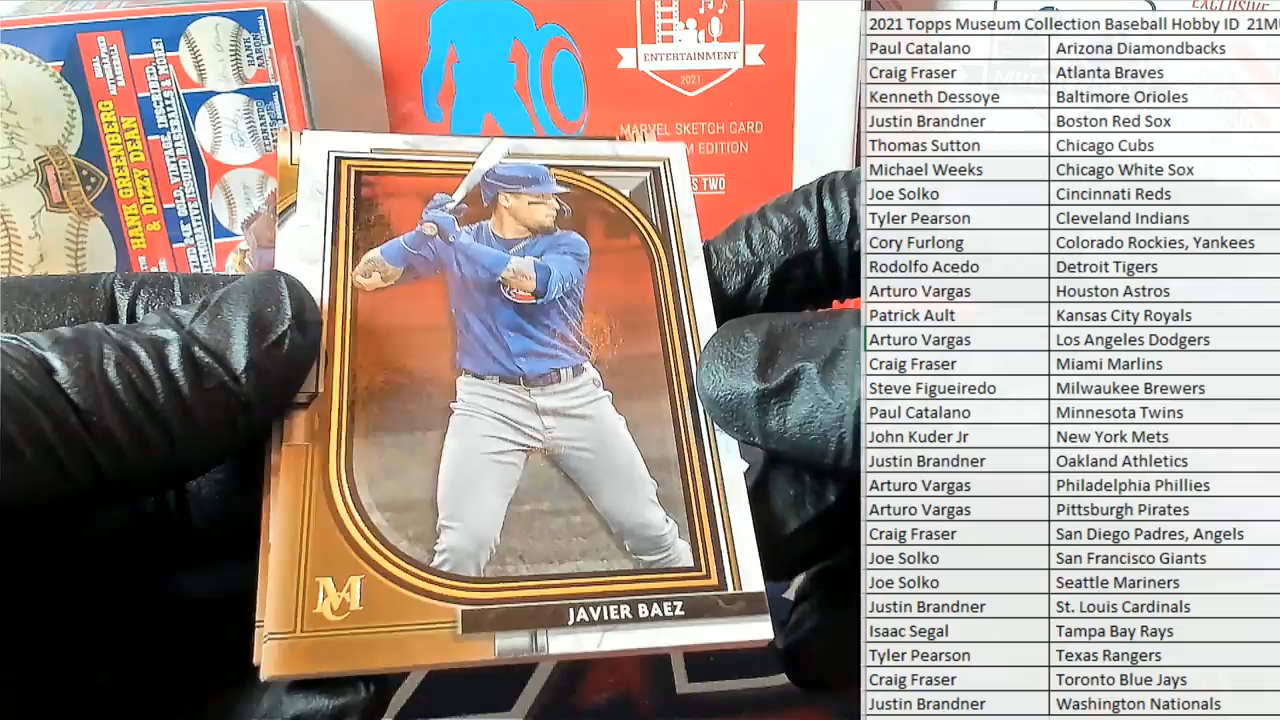 HANK GREENBERG
& DIZZY DEAN
ENTERTAINMENT
2021
MARVEL SKETCH CARD
EDITION
TWO
MC
JAVIER BAEZ
EXCLUSIVE
2021 Topps Museum Collection Baseball Hobby ID 21M
Paul Catalano Arizona Diamondbacks
Craig Fraser Atlanta Braves
Kenneth Dessoye Baltimore Orioles
Justin Brandner Boston Red Sox
Thomas Sutton Chicago Cubs
Michael Weeks Chicago White Sox
Joe Solko Cincinnati Reds
Tyler Pearson Cleveland Indians
Cory Furlong Colorado Rockies, Yankees
Rodolfo Acedo Detroit Tigers
Arturo Vargas Houston Astros
Patrick Ault Kansas City Royals
Arturo Vargas Los Angeles Dodgers
Craig Fraser Miami Marlins
Steve Figueiredo Milwaukee Brewers
Paul Catalano Minnesota Twins
John Kuder Jr New York Mets
Justin Brandner Oakland Athletics
Arturo Vargas Philadelphia Phillies
Arturo Vargas Pittsburgh Pirates
Craig Fraser San Diego Padres, Angels
Joe Solko San Francisco Giants
Joe Solko Seattle Mariners
Justin Brandner St. Louis Cardinals
Isaac Segal Tampa Bay Rays
Tyler Pearson Texas Rangers
Craig Fraser Toronto Blue Jays
Justin Brandner Washington Nationals